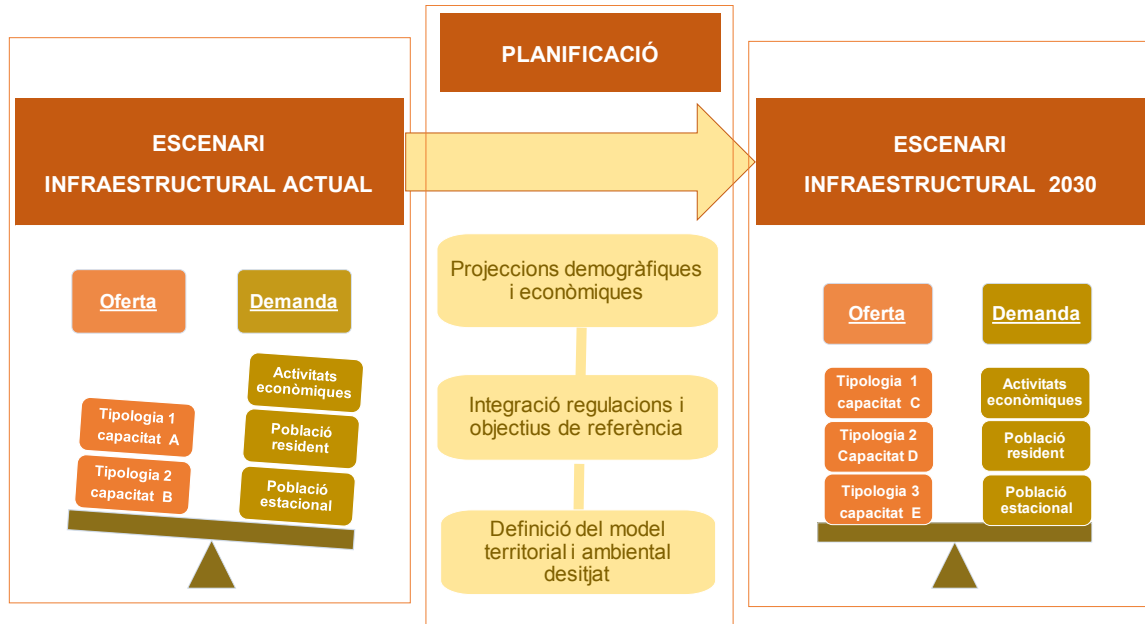 ESCENARI
INFRAESTRUCTURAL ACTUAL
Oferta
Demanda
Tipologia 1
capacitat A
Tipologia 2
capacitat B
Activitats
econòmiques
Població
resident
Població
estacional
PLANIFICACIÓ
Projeccions demogràfiques
i econòmiques
Integració regulacions i
objectius de referència
Definició del model
territorial i ambiental
desitjat
ESCENARI
INFRAESTRUCTURAL 2030
Oferta
Demanda
Tipologia 1
capacitat C
Tipologia 2
Capacitat D
Tipologia 3
capacitat E
Activitats
econòmiques
Població
resident
Població
estacional